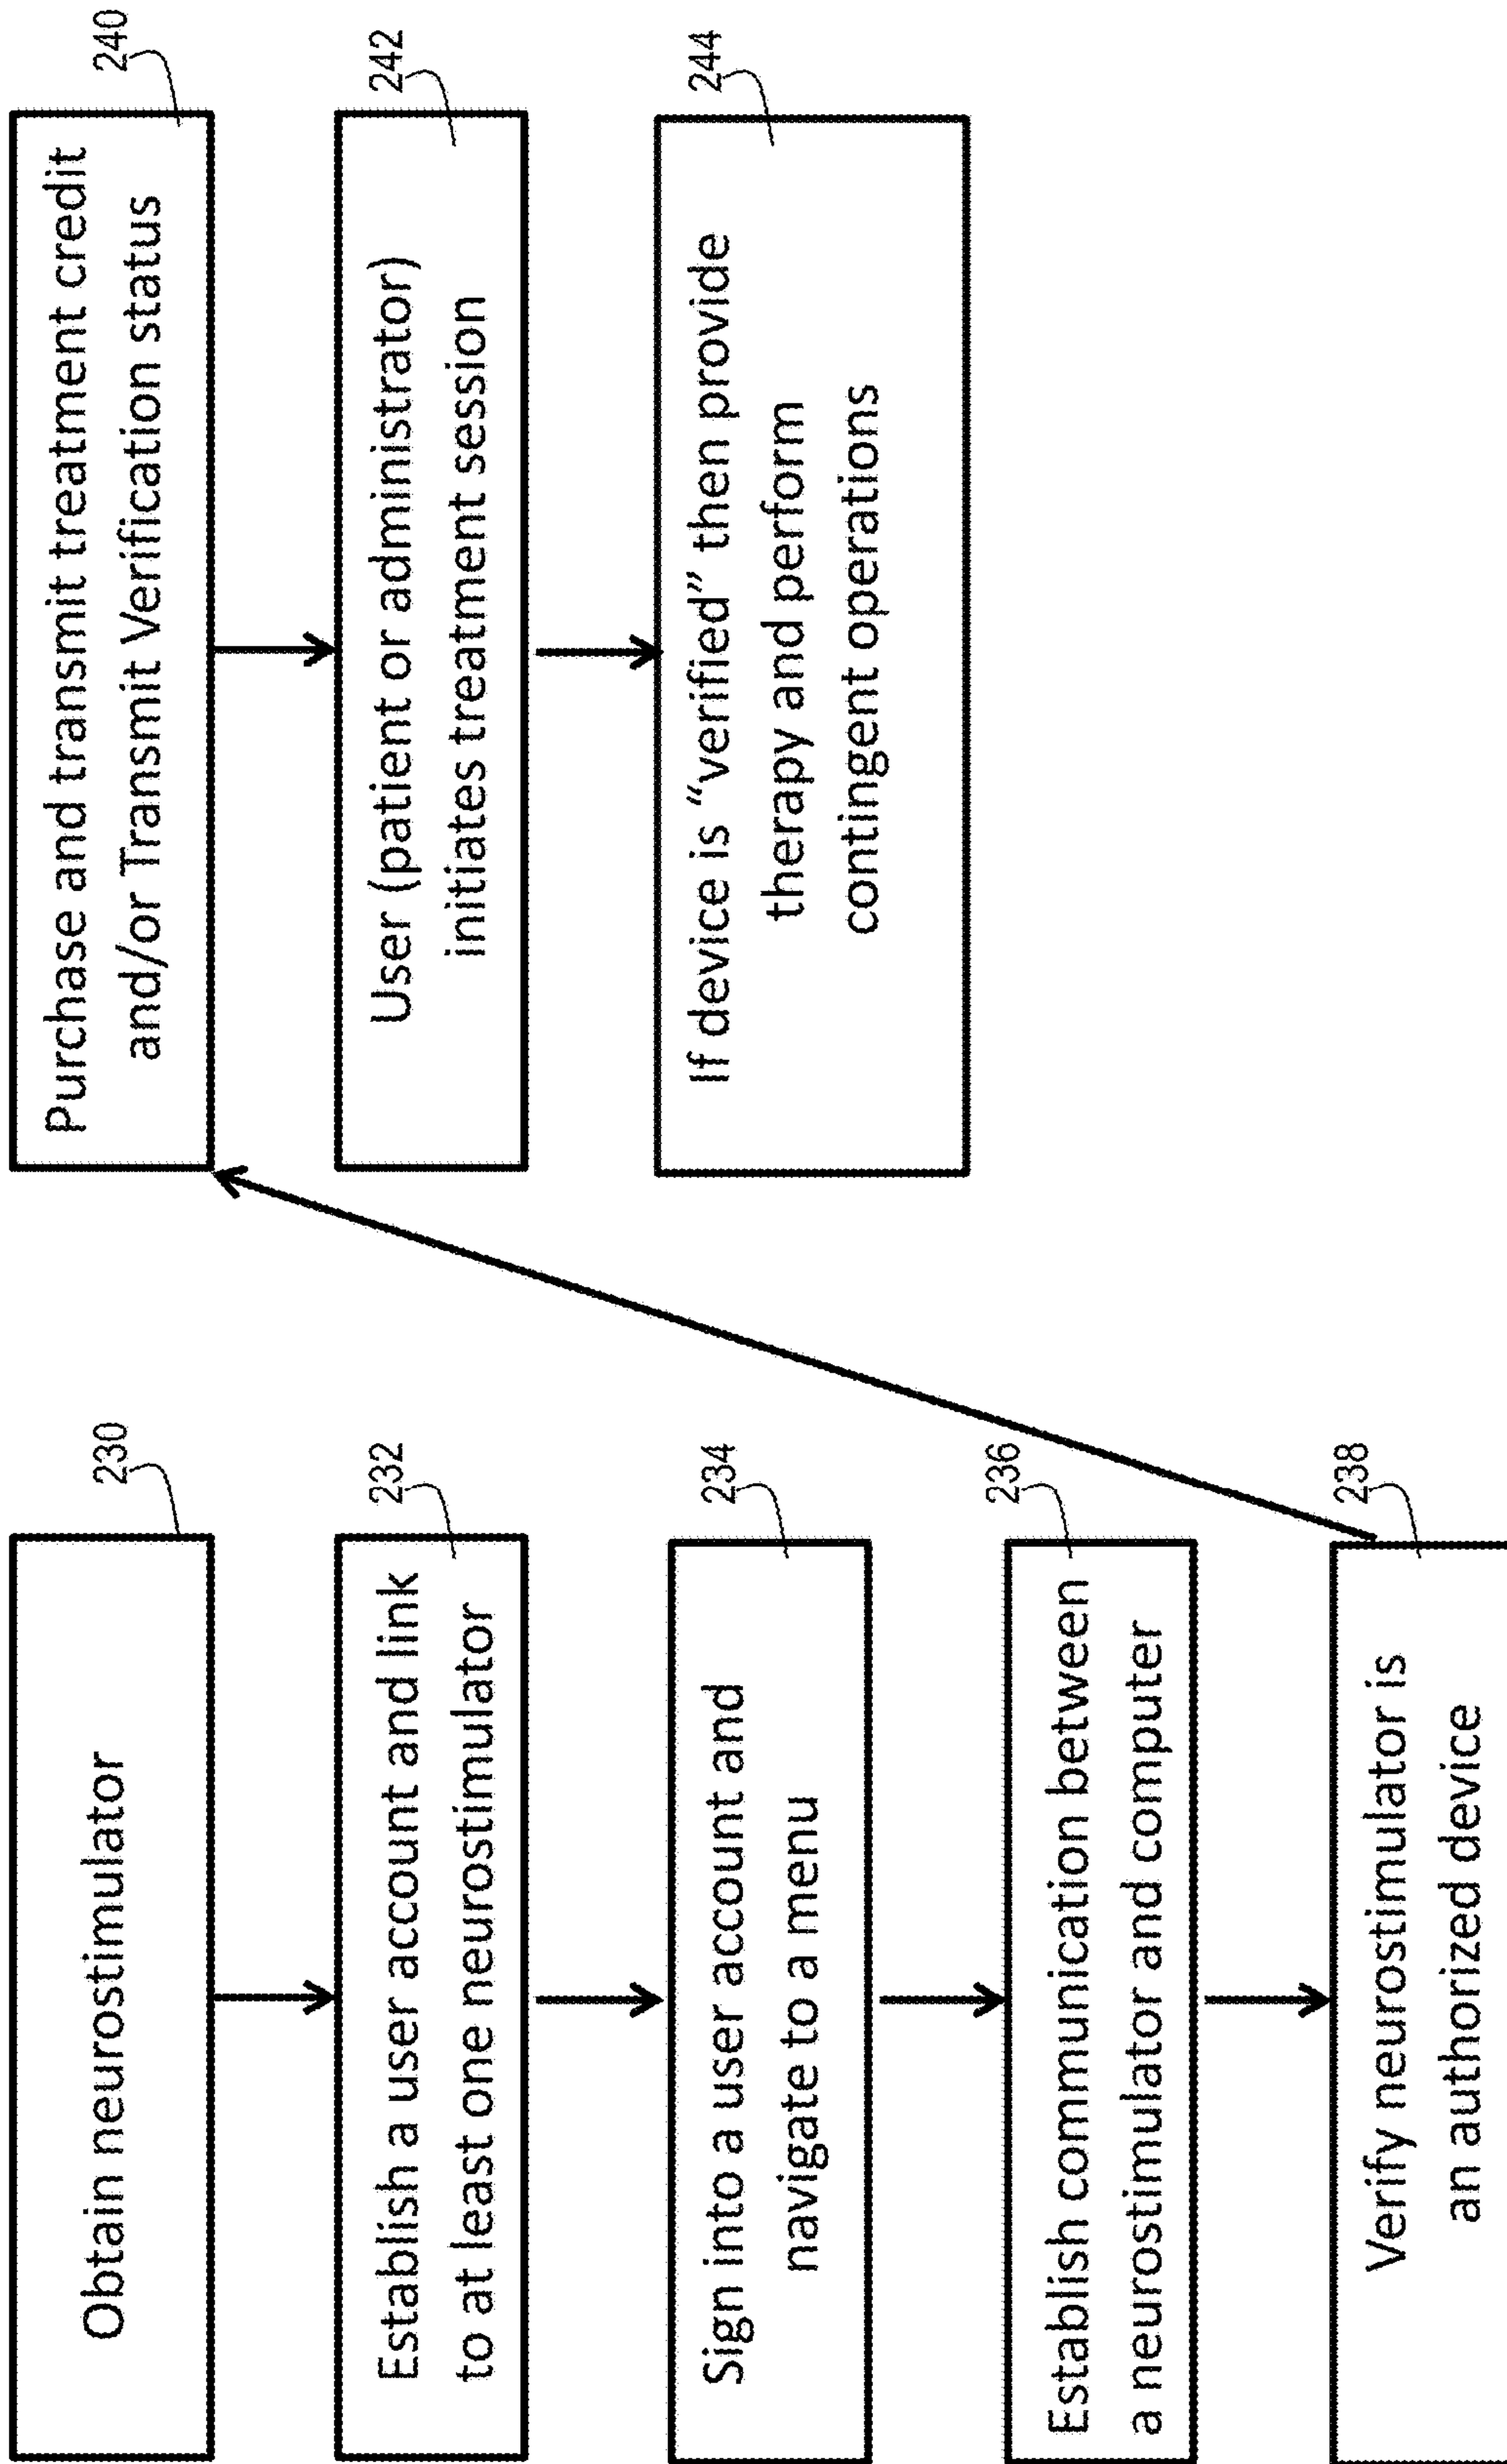 230
Obtain neurostimulator
232
Establish a user account and link
to at least one neurostimulator
234
Sign into a user account and
navigate to a menu
236
Establish communication between
a neurostimulator and computer
238
Verify neurostimulator is
an authorized device
240
Purchase and transmit treatment credit
and/or Transmit Verification status
242
User (patient or administrator)
initiates treatment session
244
If device is “verified” then provide
therapy and perform
contingent operations